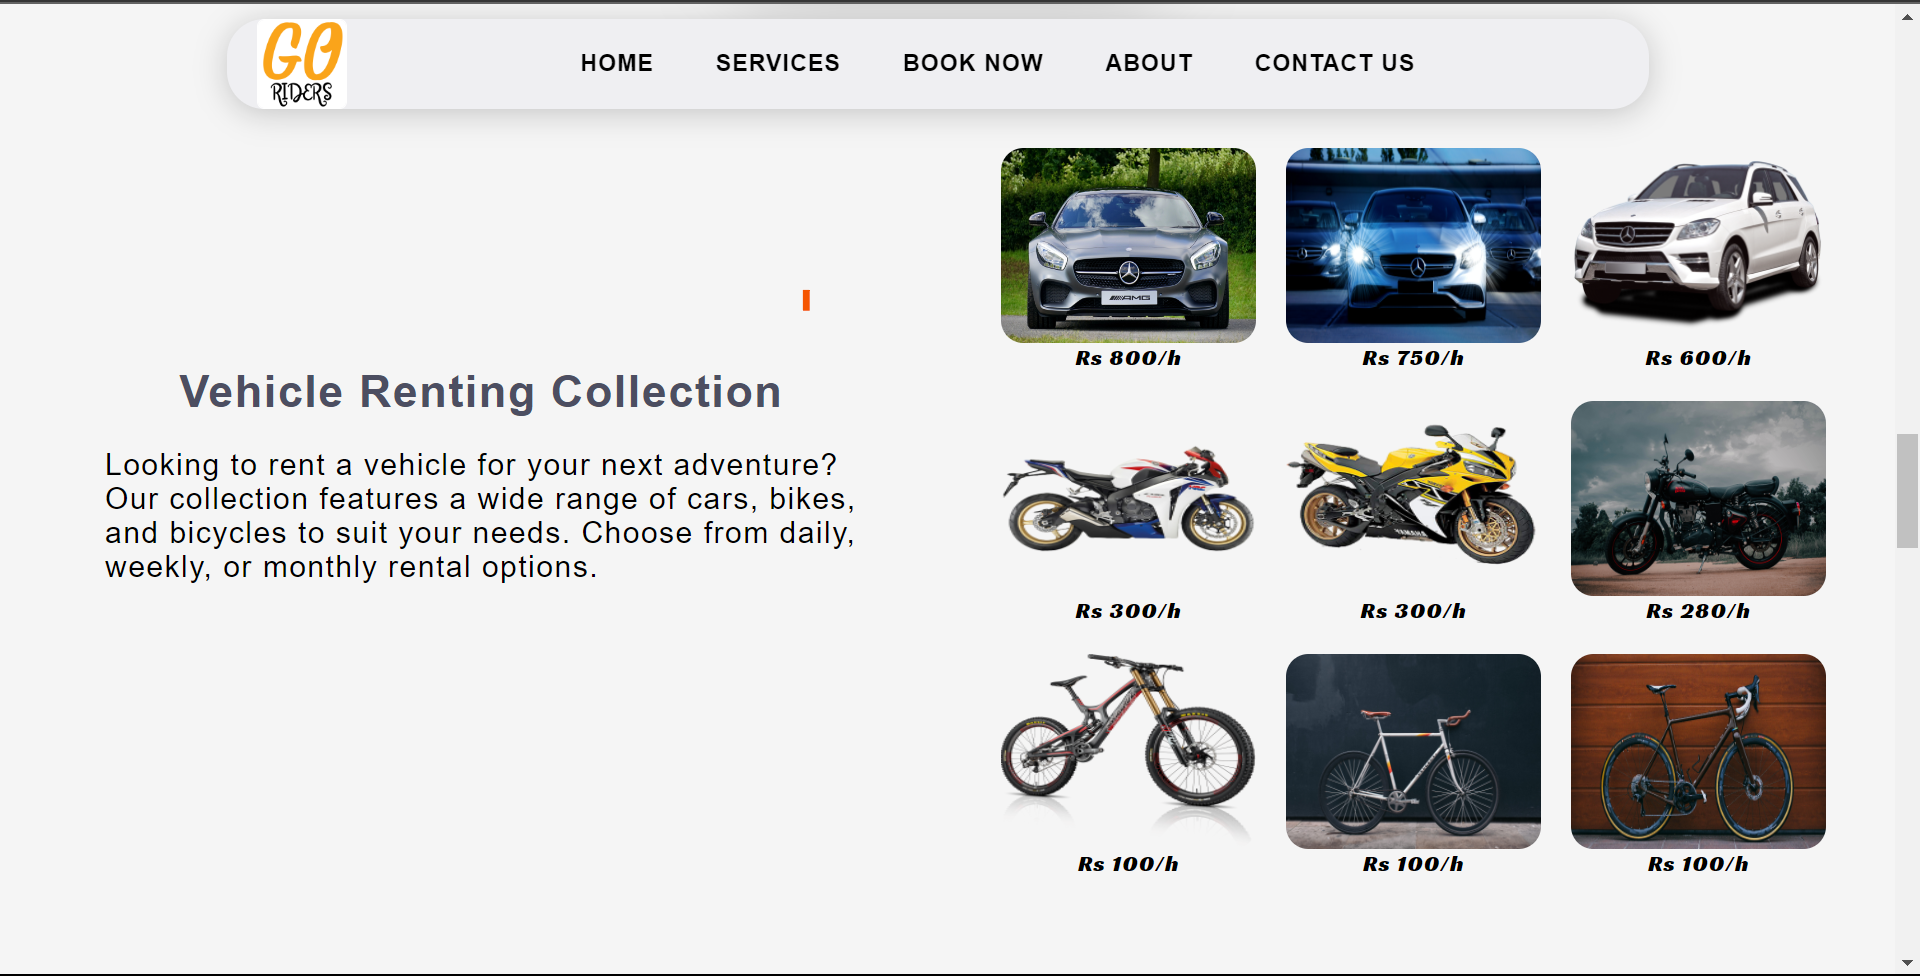 GO
RIDERS
HOME SERVICES BOOK NOW ABOUT CONTACT US
AMG
Rs 800/h Rs 750/h Rs 600/h
Vehicle Renting Collection
Looking to rent a vehicle for your next adventure?
Our collection features a wide range of cars, bikes,
and bicycles to suit your needs. Choose from daily,
weekly, or monthly rental options.
YAMAHA
Rs 300/h Rs 300/h Rs 280/h
Rs 100/h Rs 100/h Rs 100/h